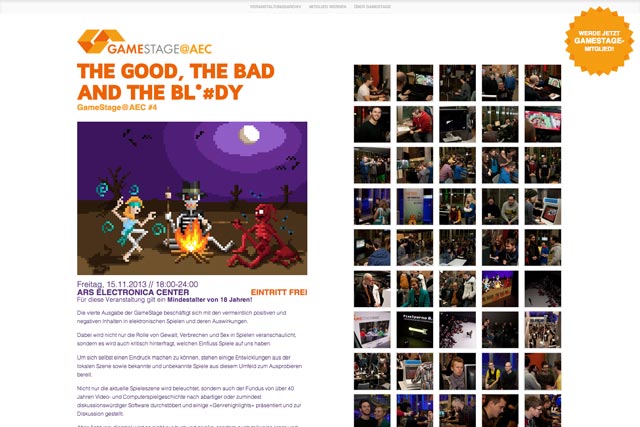 VERANSTALTUNGSARCHIV MITGLIED WERDEN ÜBER GAMESTAGE
WERDE JETZT
GAMESTAGE-
MITGLIED!
GAMESTAGE@AEC
THE GOOD, THE BAD
AND THE BL*#DY
GameStage@AEC #4
Freitag, 15.11.2013 // 18:00-24:00
ARS ELECTRONICA CENTER EINTRITT FREI
Für diese Veranstaltung gilt ein Mindestalter von 18 Jahren!
Die vierte Ausgabe der GameStage beschäftigt sich mit den vermeintlich positiven und
negativen Inhalten in elektronischen Spielen und deren Auswirkungen.
Dabei wird nicht nur die Rolle von Gewalt, Verbrechen und Sex in Spielen veranschaulicht,
sondern es wird auch kritisch hinterfragt, welchen Einfluss Spiele auf uns haben.
Um sich selbst einen Eindruck machen zu können, stehen einige Entwicklungen aus der
lokalen Szene sowie bekannte und unbekannte Spiele aus diesem Umfeld zum Ausprobieren
bereit.
Nicht nur die aktuelle Spieleszene wird beleuchtet, sondern auch der Fundus von über 40
Jahren Video- und Computerspielgeschichte nach abartiger oder zumindest
diskussionswürdiger Software durchstöbert und einige «Genrehighlights» präsentiert und zur
Diskussion gestellt.